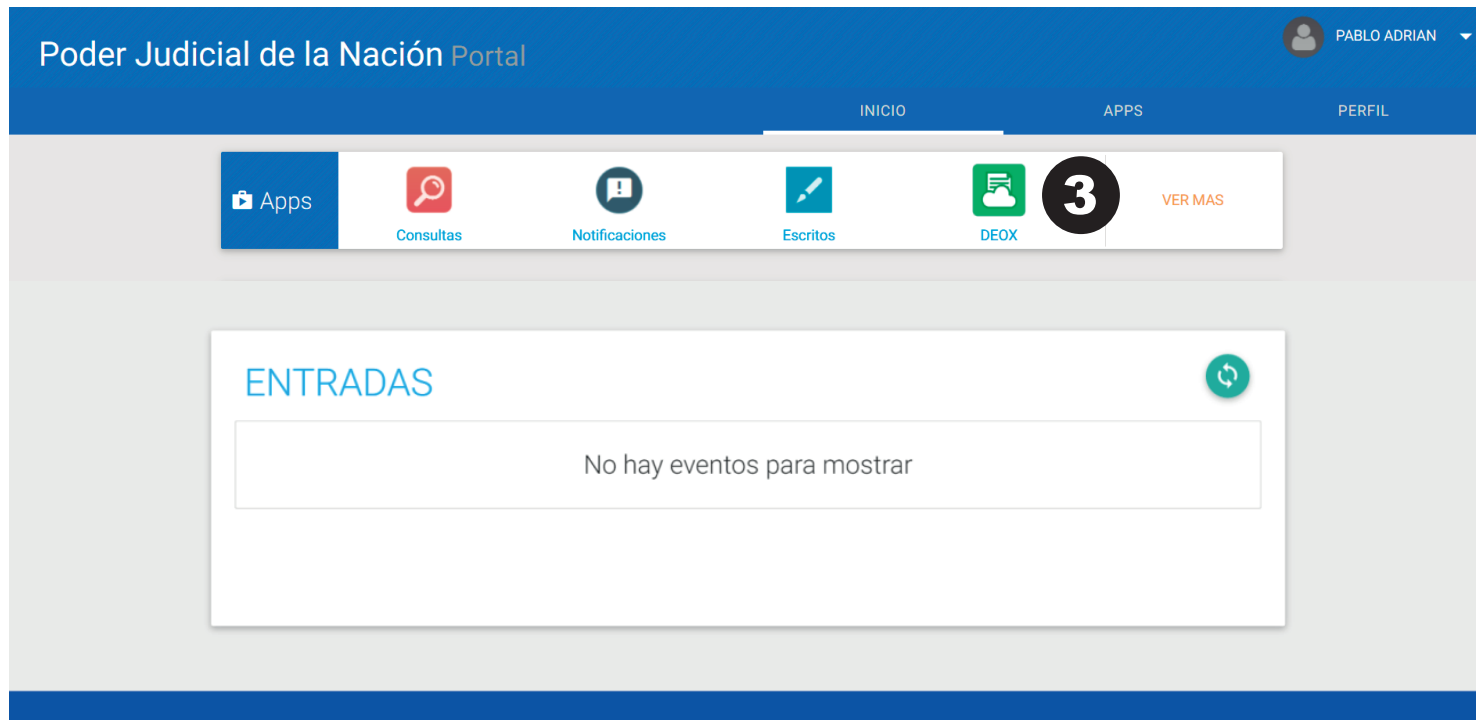 Poder Judicial de la Nación Portal
PABLO ADRIAN
INICIO APPS PERFIL
Apps
Consultas
Notificaciones
Escritos
DEOX
3
VER MAS
ENTRADAS
No hay eventos para mostrar